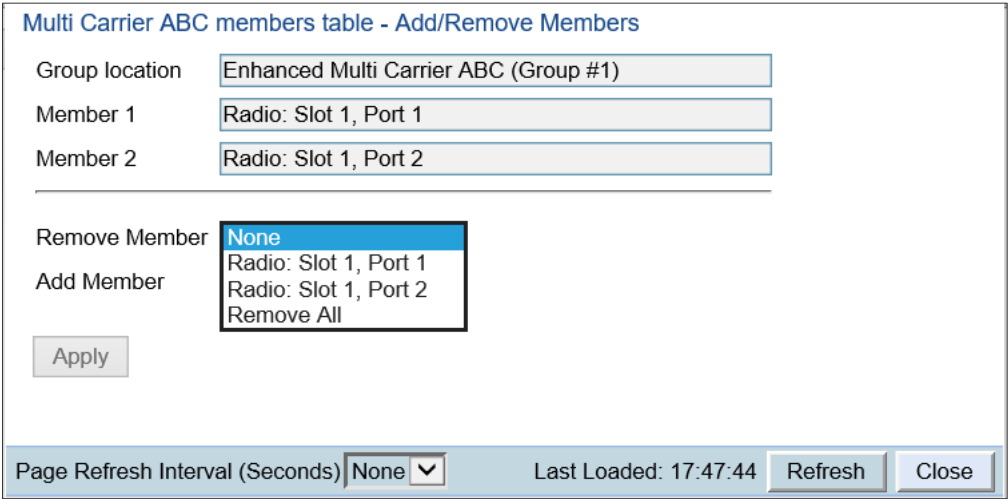 Multi Carrier ABC members table - Add/Remove Members
Group location Enhanced Multi Carrier ABC (Group #1)
Member 1 Radio: Slot 1, Port 1
Member 2 Radio: Slot 1, Port 2
Remove Member None
Radio: Slot 1, Port 1
Add Member Radio: Slot 1, Port 2
Remove All
Apply
Page Refresh Interval (Seconds) None Last Loaded: 17:47:44 Refresh Close